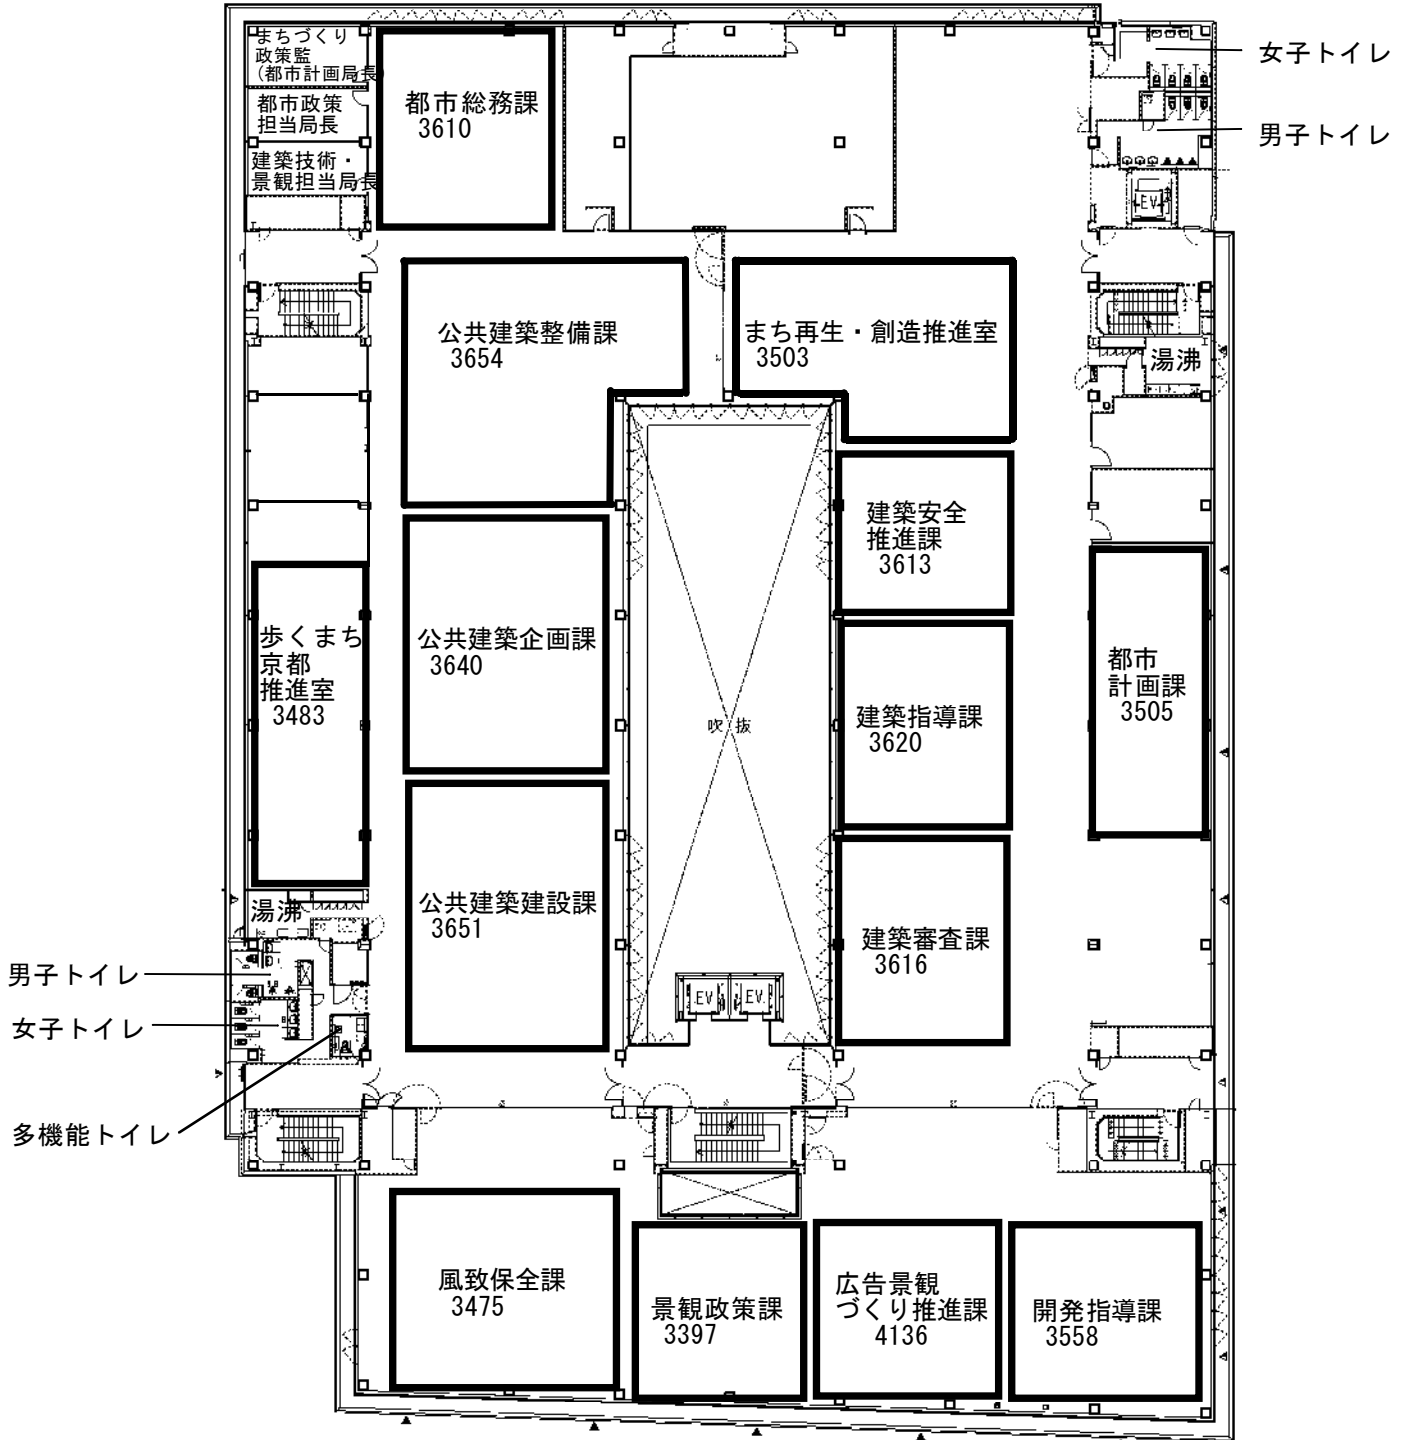 まちづくり
政策監
(都市計画局長)
都市政策
担当局長
建築技術・
景観担当局長
都市総務課
3610
女子トイレ
男子トイレ
EV
公共建築整備課
3654
まち再生・創造推進室
3503
湯沸
建築安全
推進課
3613
歩くまち
京都
推進室
3483
公共建築企画課
3640
吹抜
建築指導課
3620
都市
計画課
3505
公共建築建設課
3651
建築審査課
3616
湯沸
男子トイレ
女子トイレ
多機能トイレ
EV
EV
風致保全課
3475
景観政策課
3397
広告景観
づくり推進課
4136
開発指導課
3558